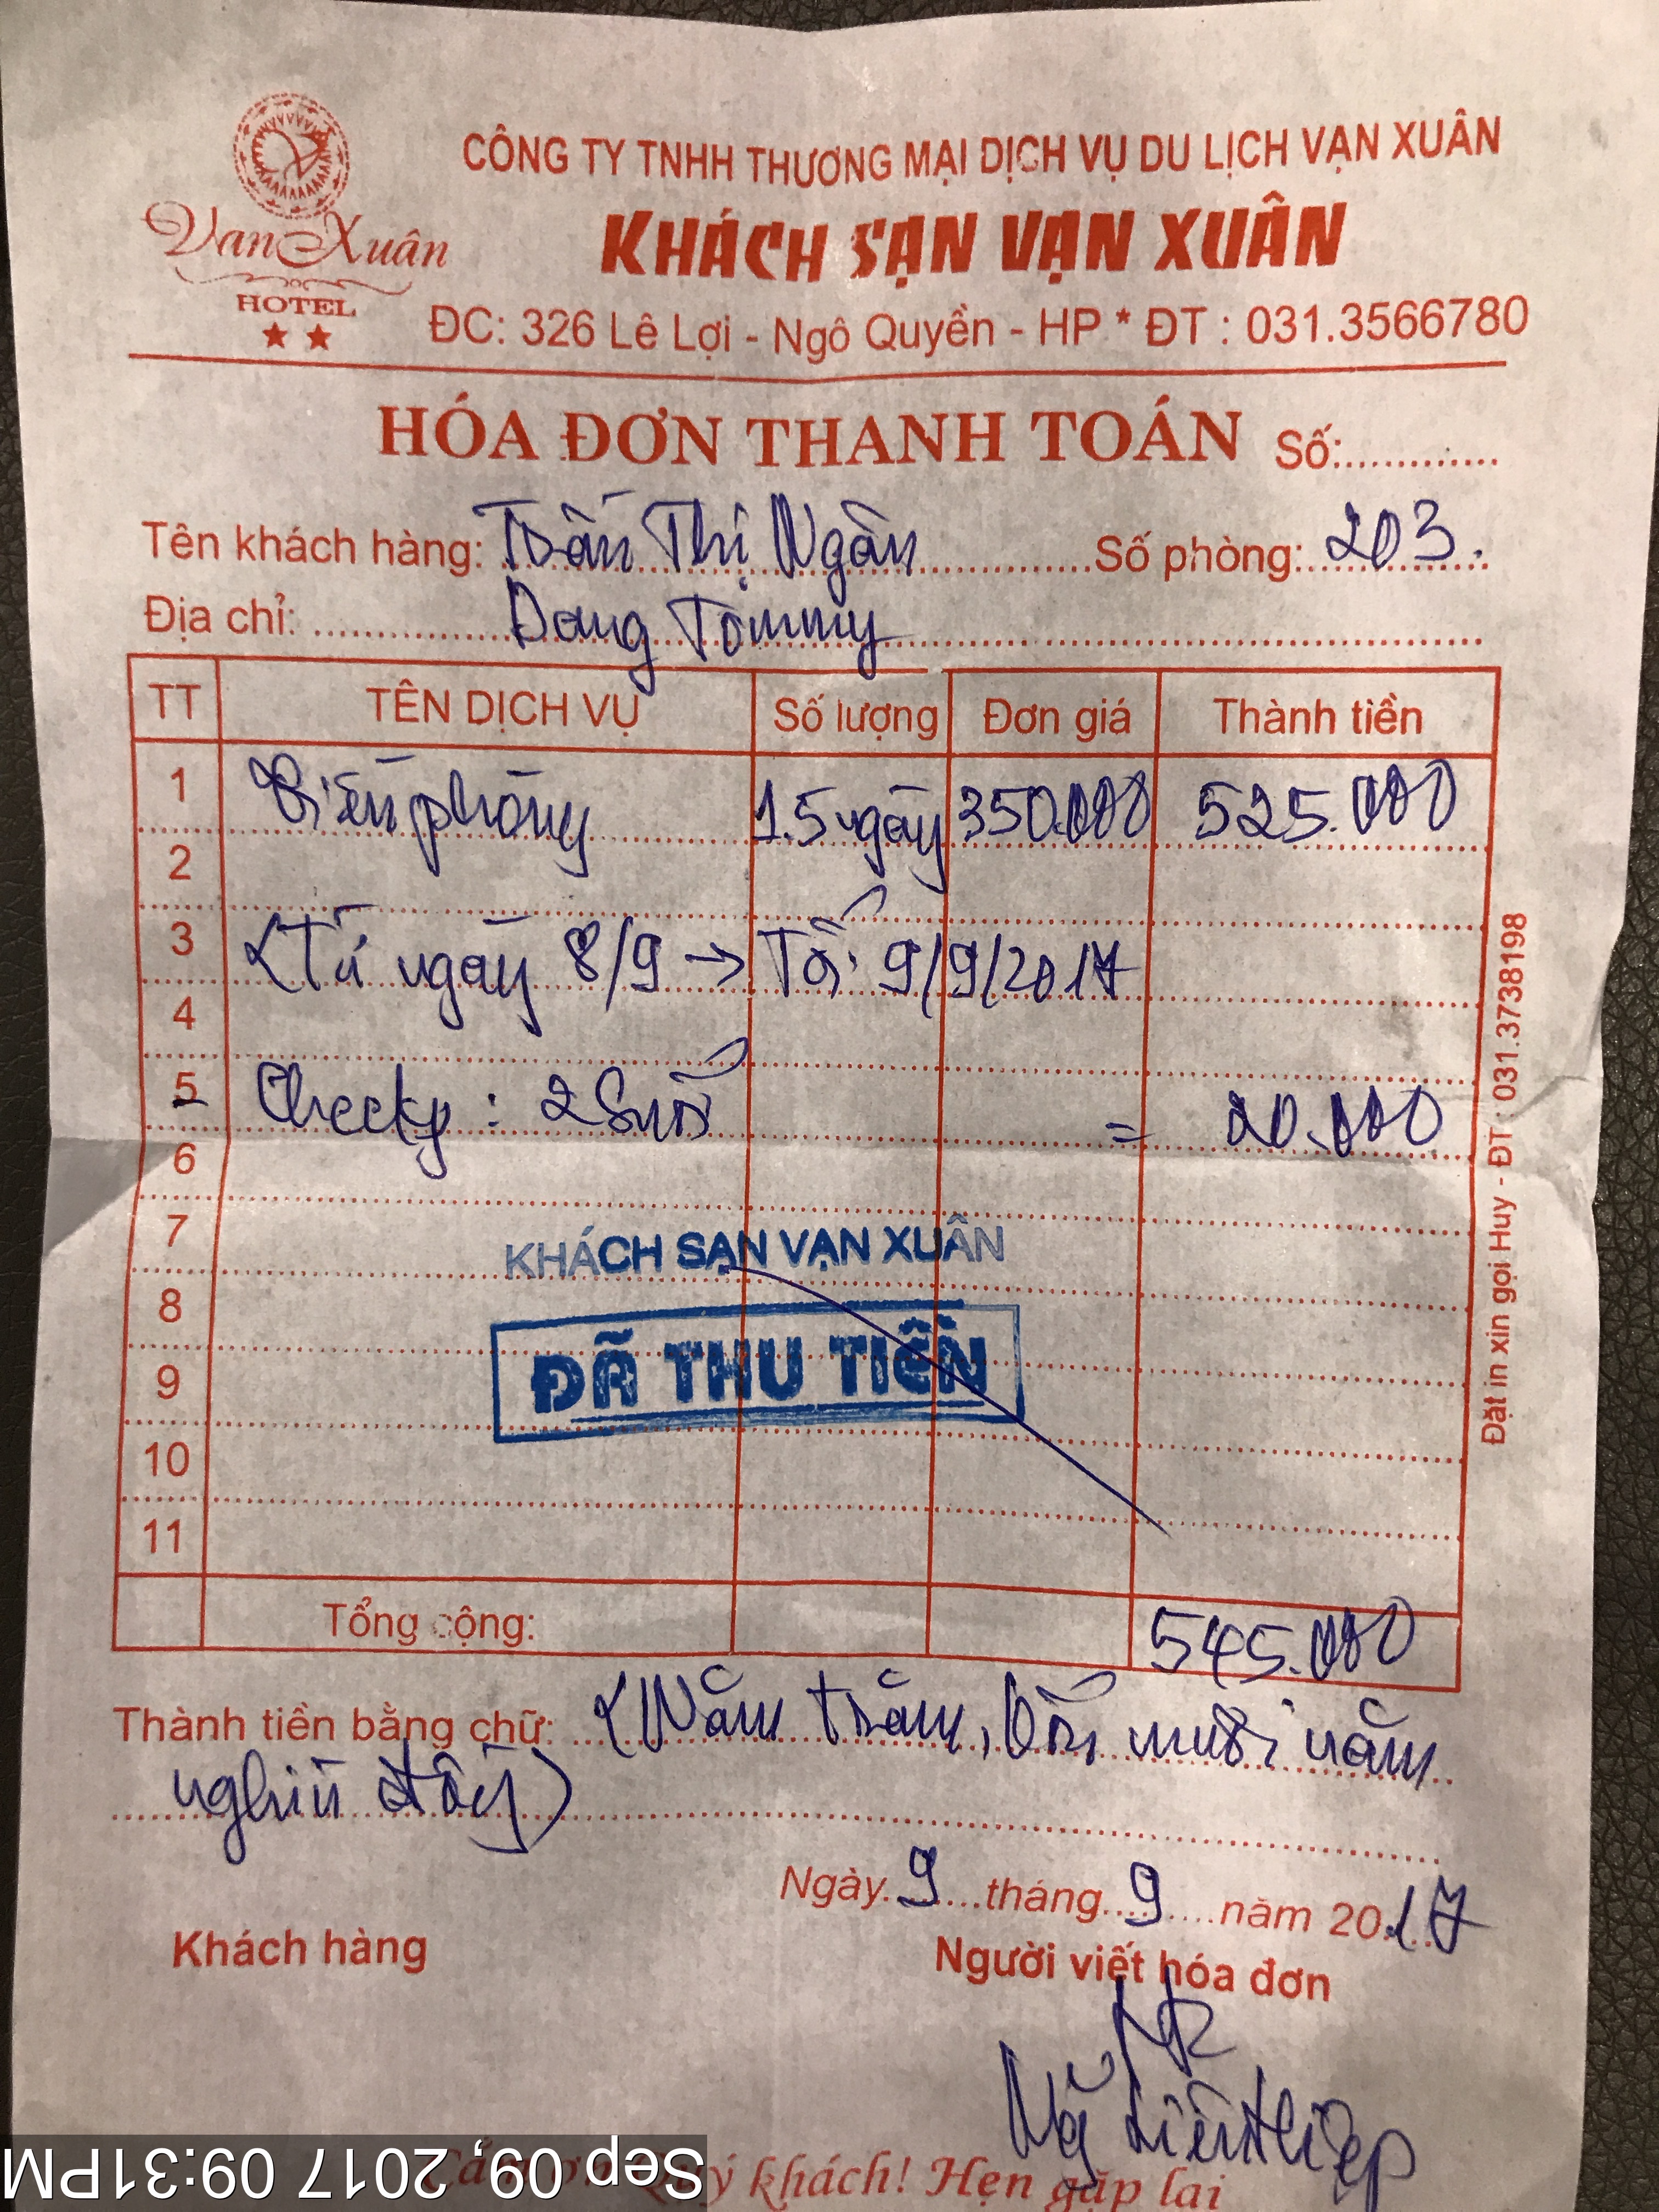 CÔNG TY TNHH THƯƠNG MẠI DỊCH VỤ DU LỊCH VẠN XUÂN
Vạn Xuân
HOTEL
KHÁCH SẠN VẠN XUÂN
ĐC: 326 Lê Lợi - Ngô Quyền - HP * ĐT : 031.3566780
HÓA ĐƠN THANH TOÁN Số:
Tên khách hàng: Trần Thị Ngân Số phòng: 203.
Địa chỉ: Dong Tommy
TT TÊN DỊCH VỤ Số lượng Đơn giá Thành tiền
1 Tiền phòng 1.5 ngày 350.000 525.000
2
3 (Từ ngày 8/9 → Tối 9/9/2017
4
5 - Check : 2 Suối = 20.000
6
7
KHÁCH SẠN VẠN XUÂN
8
ĐÃ THU TIỀN
9
10
11
Tổng cộng: 545.000
Thành tiền bằng chữ: (Năm trăm, bốn mươi năm
nghìn đồng)
Ngày 9 tháng 9 năm 2017
Khách hàng Người viết hóa đơn
Cảm ơn Quý khách! Hẹn gặp lại
Đặt in xin gọi Huy - ĐT : 031.3738198
Sep 09, 2017 09:31PM